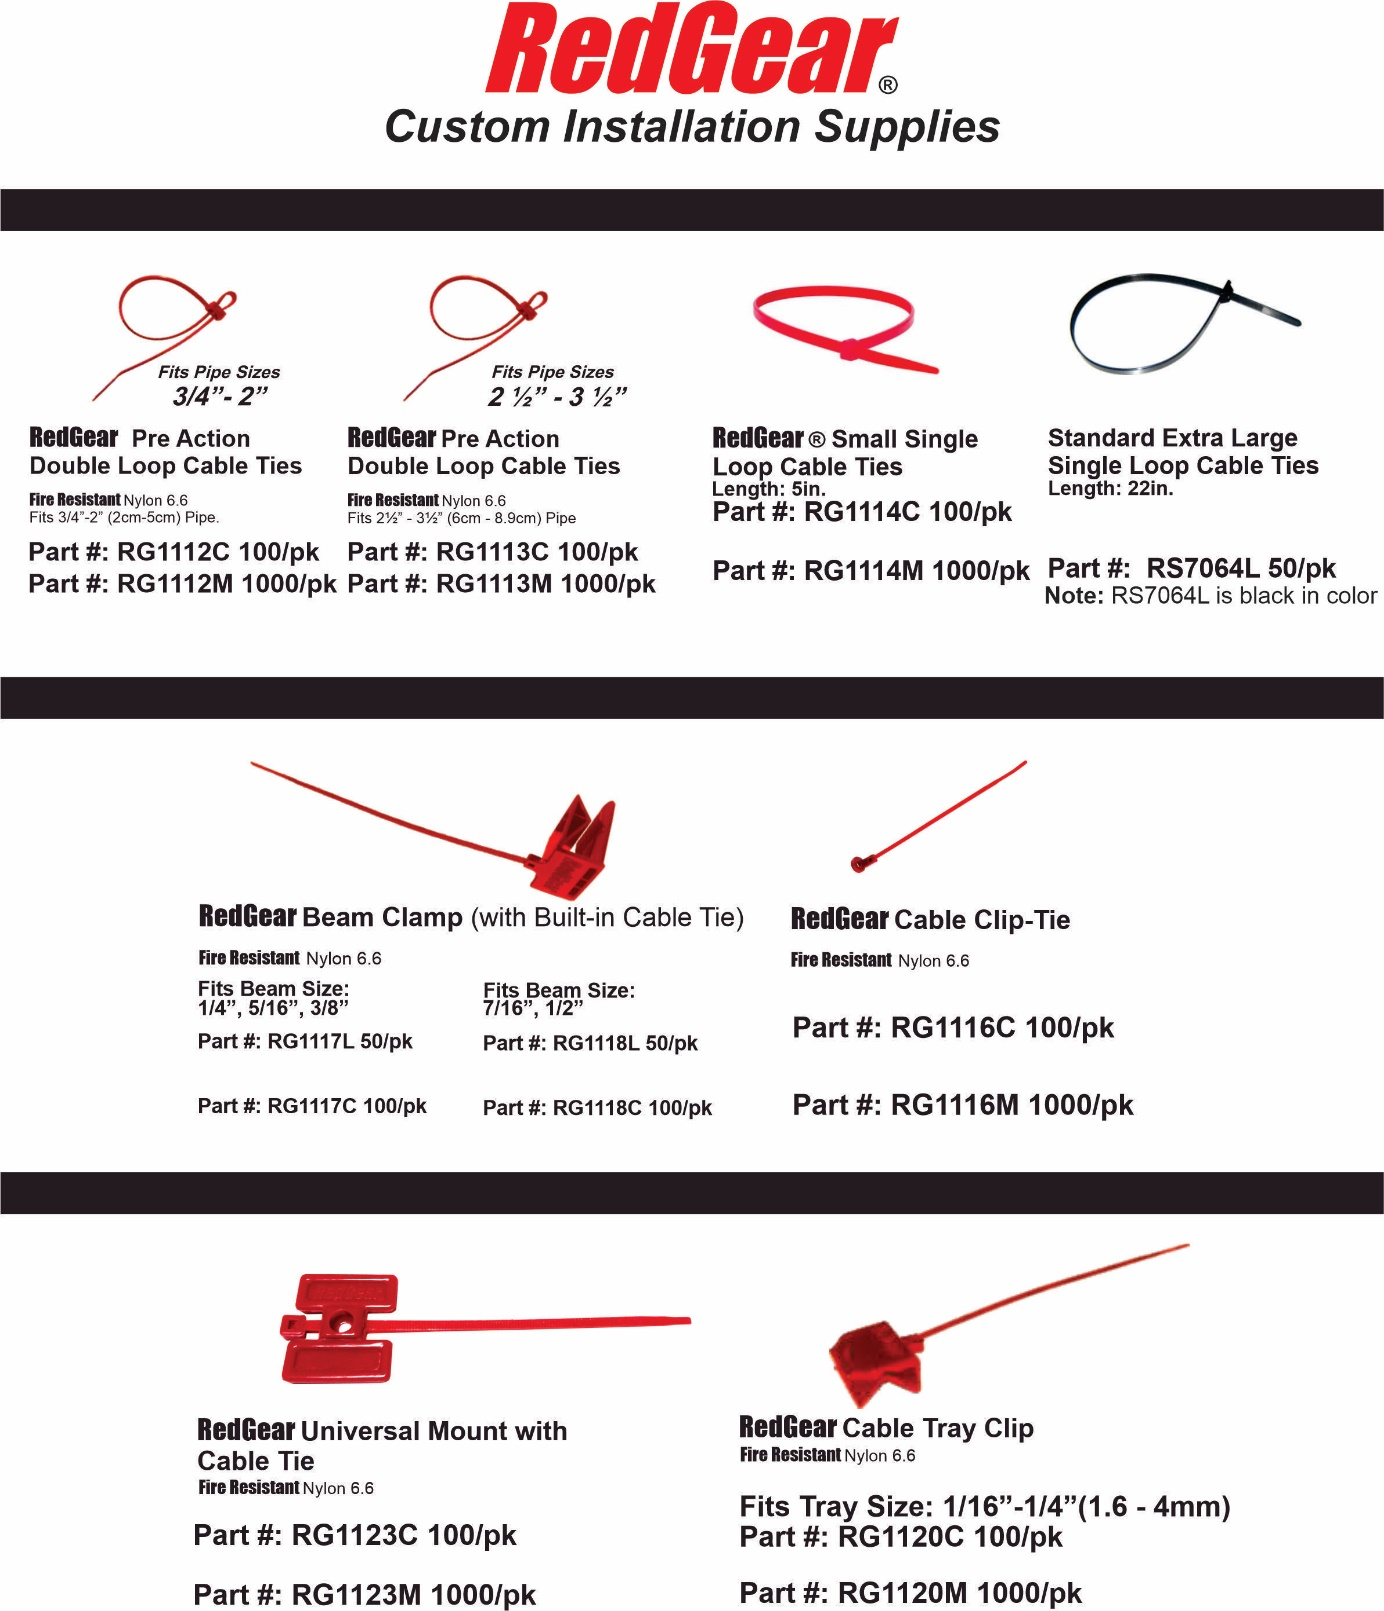 RedGear®
Custom Installation Supplies
Fits Pipe Sizes
3/4”- 2”
RedGear Pre Action
Double Loop Cable Ties
Fire Resistant Nylon 6.6
Fits 3/4”-2” (2cm-5cm) Pipe.
Part #: RG1112C 100/pk
Part #: RG1112M 1000/pk
Fits Pipe Sizes
2 ½” - 3 ½”
RedGear Pre Action
Double Loop Cable Ties
Fire Resistant Nylon 6.6
Fits 2½” - 3½” (6cm - 8.9cm) Pipe
Part #: RG1113C 100/pk
Part #: RG1113M 1000/pk
RedGear ® Small Single
Loop Cable Ties
Length: 5in.
Part #: RG1114C 100/pk
Part #: RG1114M 1000/pk
Standard Extra Large
Single Loop Cable Ties
Length: 22in.
Part #: RS7064L 50/pk
Note: RS7064L is black in color
RedGear Beam Clamp (with Built-in Cable Tie)
Fire Resistant Nylon 6.6
Fits Beam Size:
1/4”, 5/16”, 3/8”
Part #: RG1117L 50/pk
Part #: RG1117C 100/pk
Fits Beam Size:
7/16”, 1/2”
Part #: RG1118L 50/pk
Part #: RG1118C 100/pk
RedGear Cable Clip-Tie
Fire Resistant Nylon 6.6
Part #: RG1116C 100/pk
Part #: RG1116M 1000/pk
RedGear Universal Mount with
Cable Tie
Fire Resistant Nylon 6.6
Part #: RG1123C 100/pk
Part #: RG1123M 1000/pk
RedGear Cable Tray Clip
Fire Resistant Nylon 6.6
Fits Tray Size: 1/16”-1/4”(1.6 - 4mm)
Part #: RG1120C 100/pk
Part #: RG1120M 1000/pk